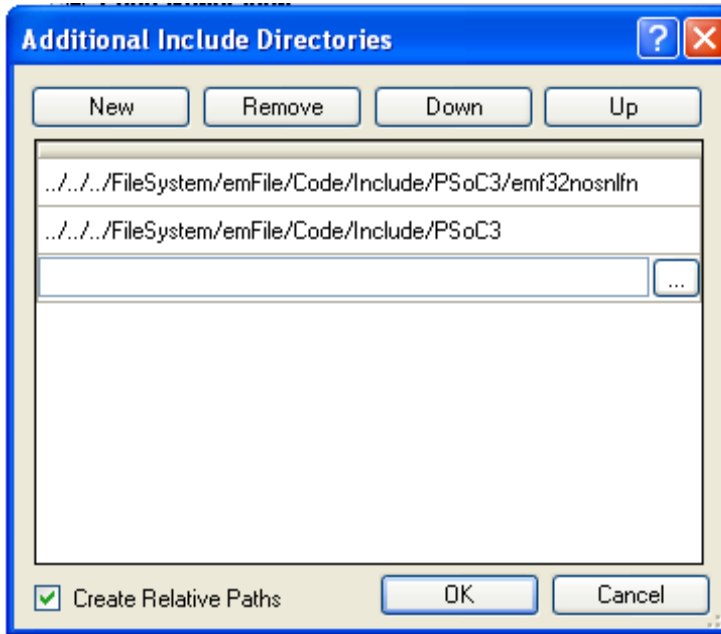 Additional Include Directories
New Remove Down Up
../../../FileSystem/emFile/Code/Include/PSoC3/emf32nosnlfn
../../../FileSystem/emFile/Code/Include/PSoC3
...
Create Relative Paths OK Cancel